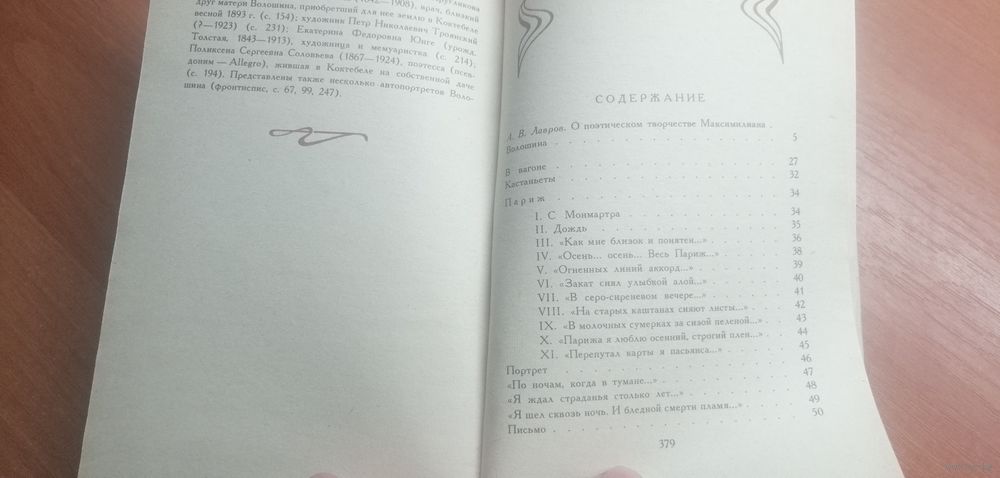 друг матери Волошина, приобретший для нее землю в Коктебеле
весной 1893 г. (с. 154); художник Петр Николаевич Троянский
(?—1923) (с. 231); Екатерина Федоровна Юнге (урожд.
Толстая, 1843—1913), художница и мемуаристка (с. 214);
Поликсена Сергеевна Соловьева (1867—1924), поэтесса (псев-
доним — Allegro), жившая в Коктебеле на собственной даче
(с. 194). Представлены также несколько автопортретов Воло-
шина (фронтиспис, с. 67, 99, 247).
СОДЕРЖАНИЕ
А. В. Лавров. О поэтическом творчестве Максимилиана
Волошина . . . . . . . . . . 5
В вагоне . . . . . . . . . . 27
Кастаньеты . . . . . . . . . . 32
Париж . . . . . . . . . . 34
I. С Монмартра . . . . . . . . 34
II. Дождь . . . . . . . . 35
III. «Как мне близок и понятен...» . . . . 36
IV. «Осень... осень... Весь Париж...» . . . . 38
V. «Огненных линий аккорд...» . . . . . 39
VI. «Закат сиял улыбкой алой...» . . . . . 40
VII. «В серо-сиреневом вечере...» . . . . . 41
VIII. «На старых каштанах сияют листы...» . . 42
IX. «В молочных сумерках за сизой пеленой...» . . 43
X. «Парижа я люблю осенний, строгий плен...» . . 44
XI. «Перепутал карты я пасьянса...» . . . . 45
Портрет . . . . . . . . . . 46
«По ночам, когда в тумане...» . . . . . . 47
«Я ждал страданья столько лет...» . . . . . 48
«Я шел сквозь ночь. И бледной смерти пламя...» . . . 49
Письмо . . . . . . . . . . 50
379